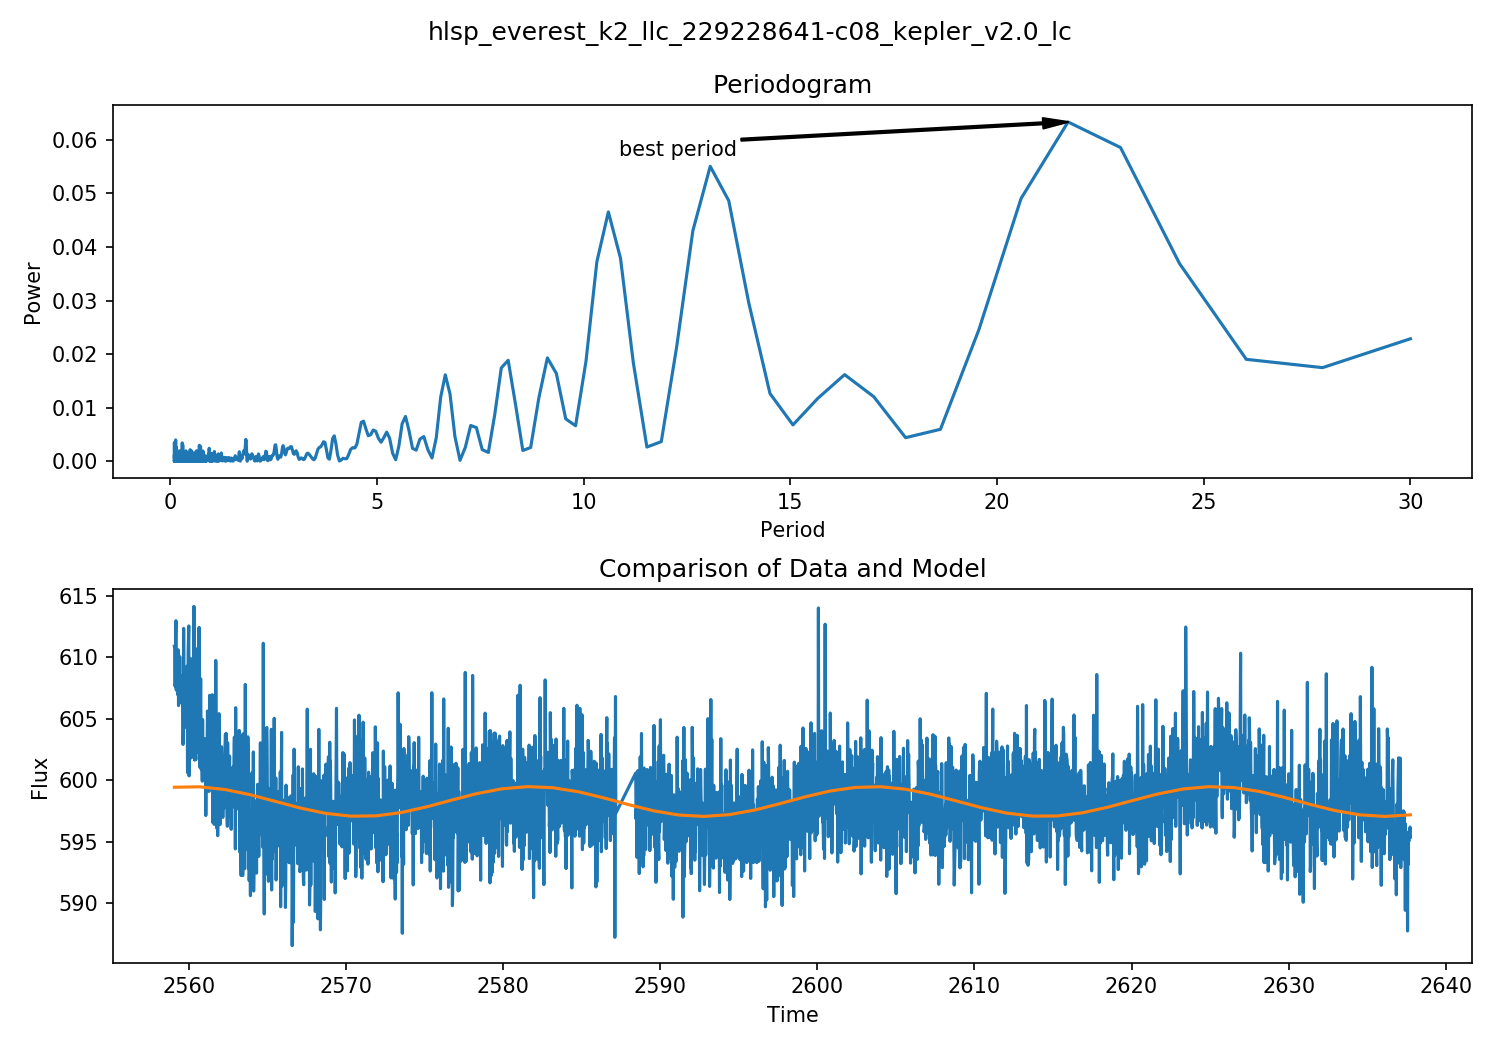 hlsp_everest_k2_llc_229228641-c08_kepler_v2.0_lc
Periodogram
best period
0.06
0.05
0.04
0.03
0.02
0.01
0.00
Power
0 5 10 15 20 25 30
Period
Comparison of Data and Model
615
610
605
600
595
590
Flux
2560 2570 2580 2590 2600 2610 2620 2630 2640
Time